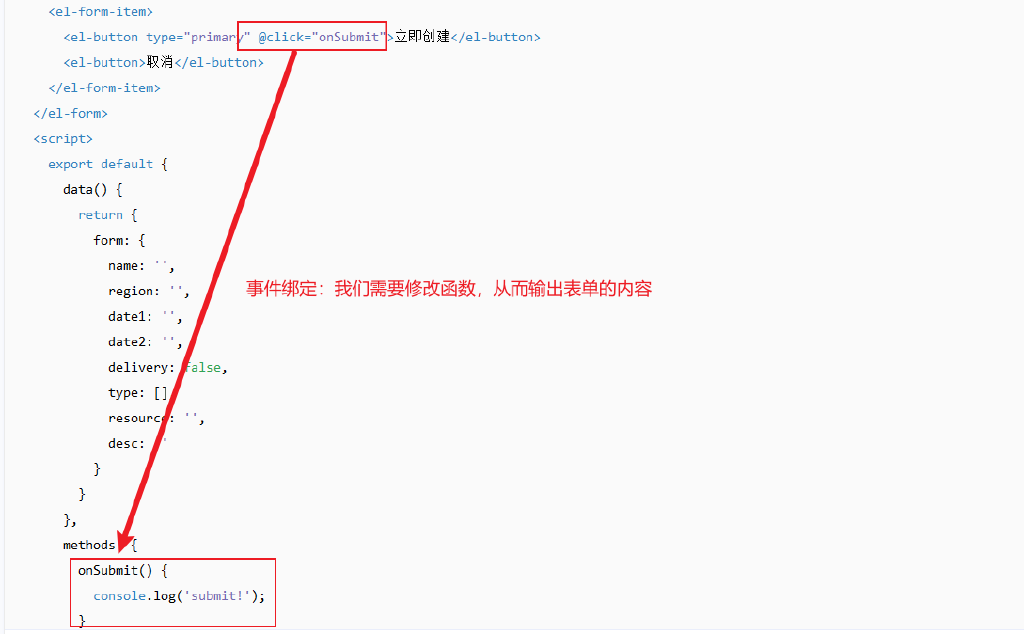 <el-form-item>
<el-button type="primary" @click="onSubmit">立即创建</el-button>
<el-button>取消</el-button>
</el-form-item>
</el-form>
<script>
export default {
data() {
return {
form: {
name: '',
region: '',
事件绑定：我们需要修改函数，从而输出表单的内容
date1: '',
date2: '',
delivery: false,
type: []
resource: '',
desc: ''
}
}
},
methods: {
onSubmit() {
console.log('submit!');
}